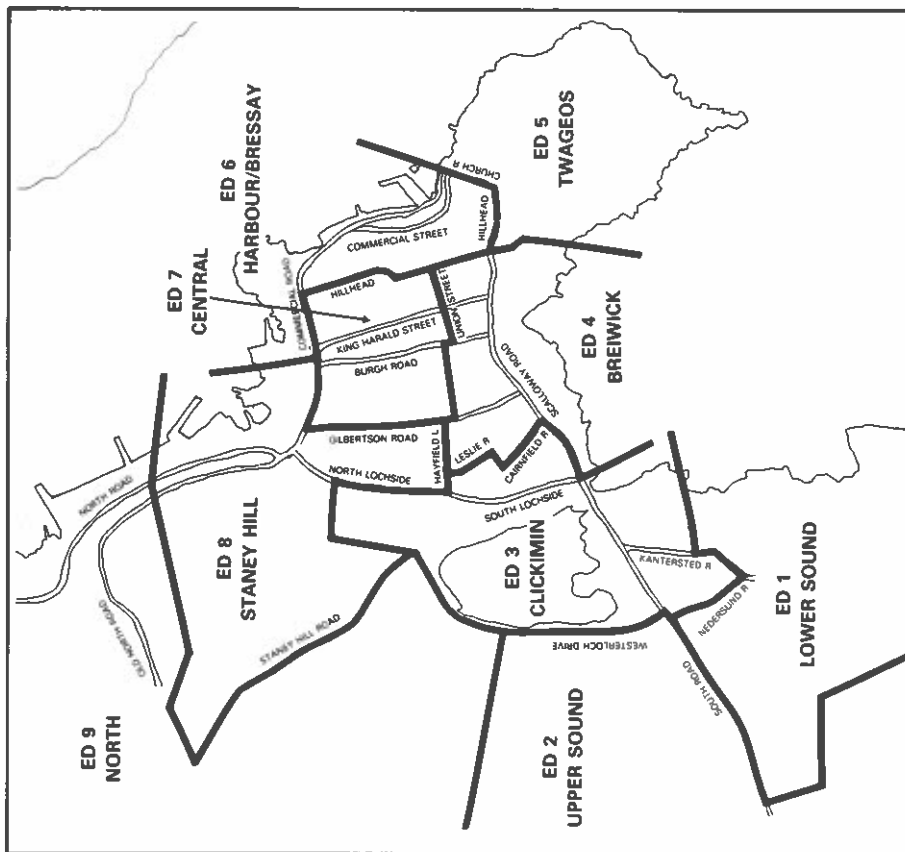 ED 6
HARBOUR/BRESSAY
ED 7
CENTRAL
ED 5
TWAGEOS
CHURCH R
HILLHEAD
COMMERCIAL STREET
COMMERCIAL ROAD
HILLHEAD
KING HARALD STREET
UNION STREET
BURGH ROAD
SCALLOWAY ROAD
ED 4
BREIWICK
GILBERTSON ROAD
HAYFIELD L
LESLIE R
CAIRNFIELD R
NORTH LOCHSIDE
SOUTH LOCHSIDE
NORTH ROAD
OLD NORTH ROAD
ED 8
STANEY HILL
STANEY HILL ROAD
ED 3
CLICKIMIN
WESTERLOCH DRIVE
KANTERSTED R
NEDERSUND R
ED 1
LOWER SOUND
SOUTH ROAD
ED 9
NORTH
ED 2
UPPER SOUND